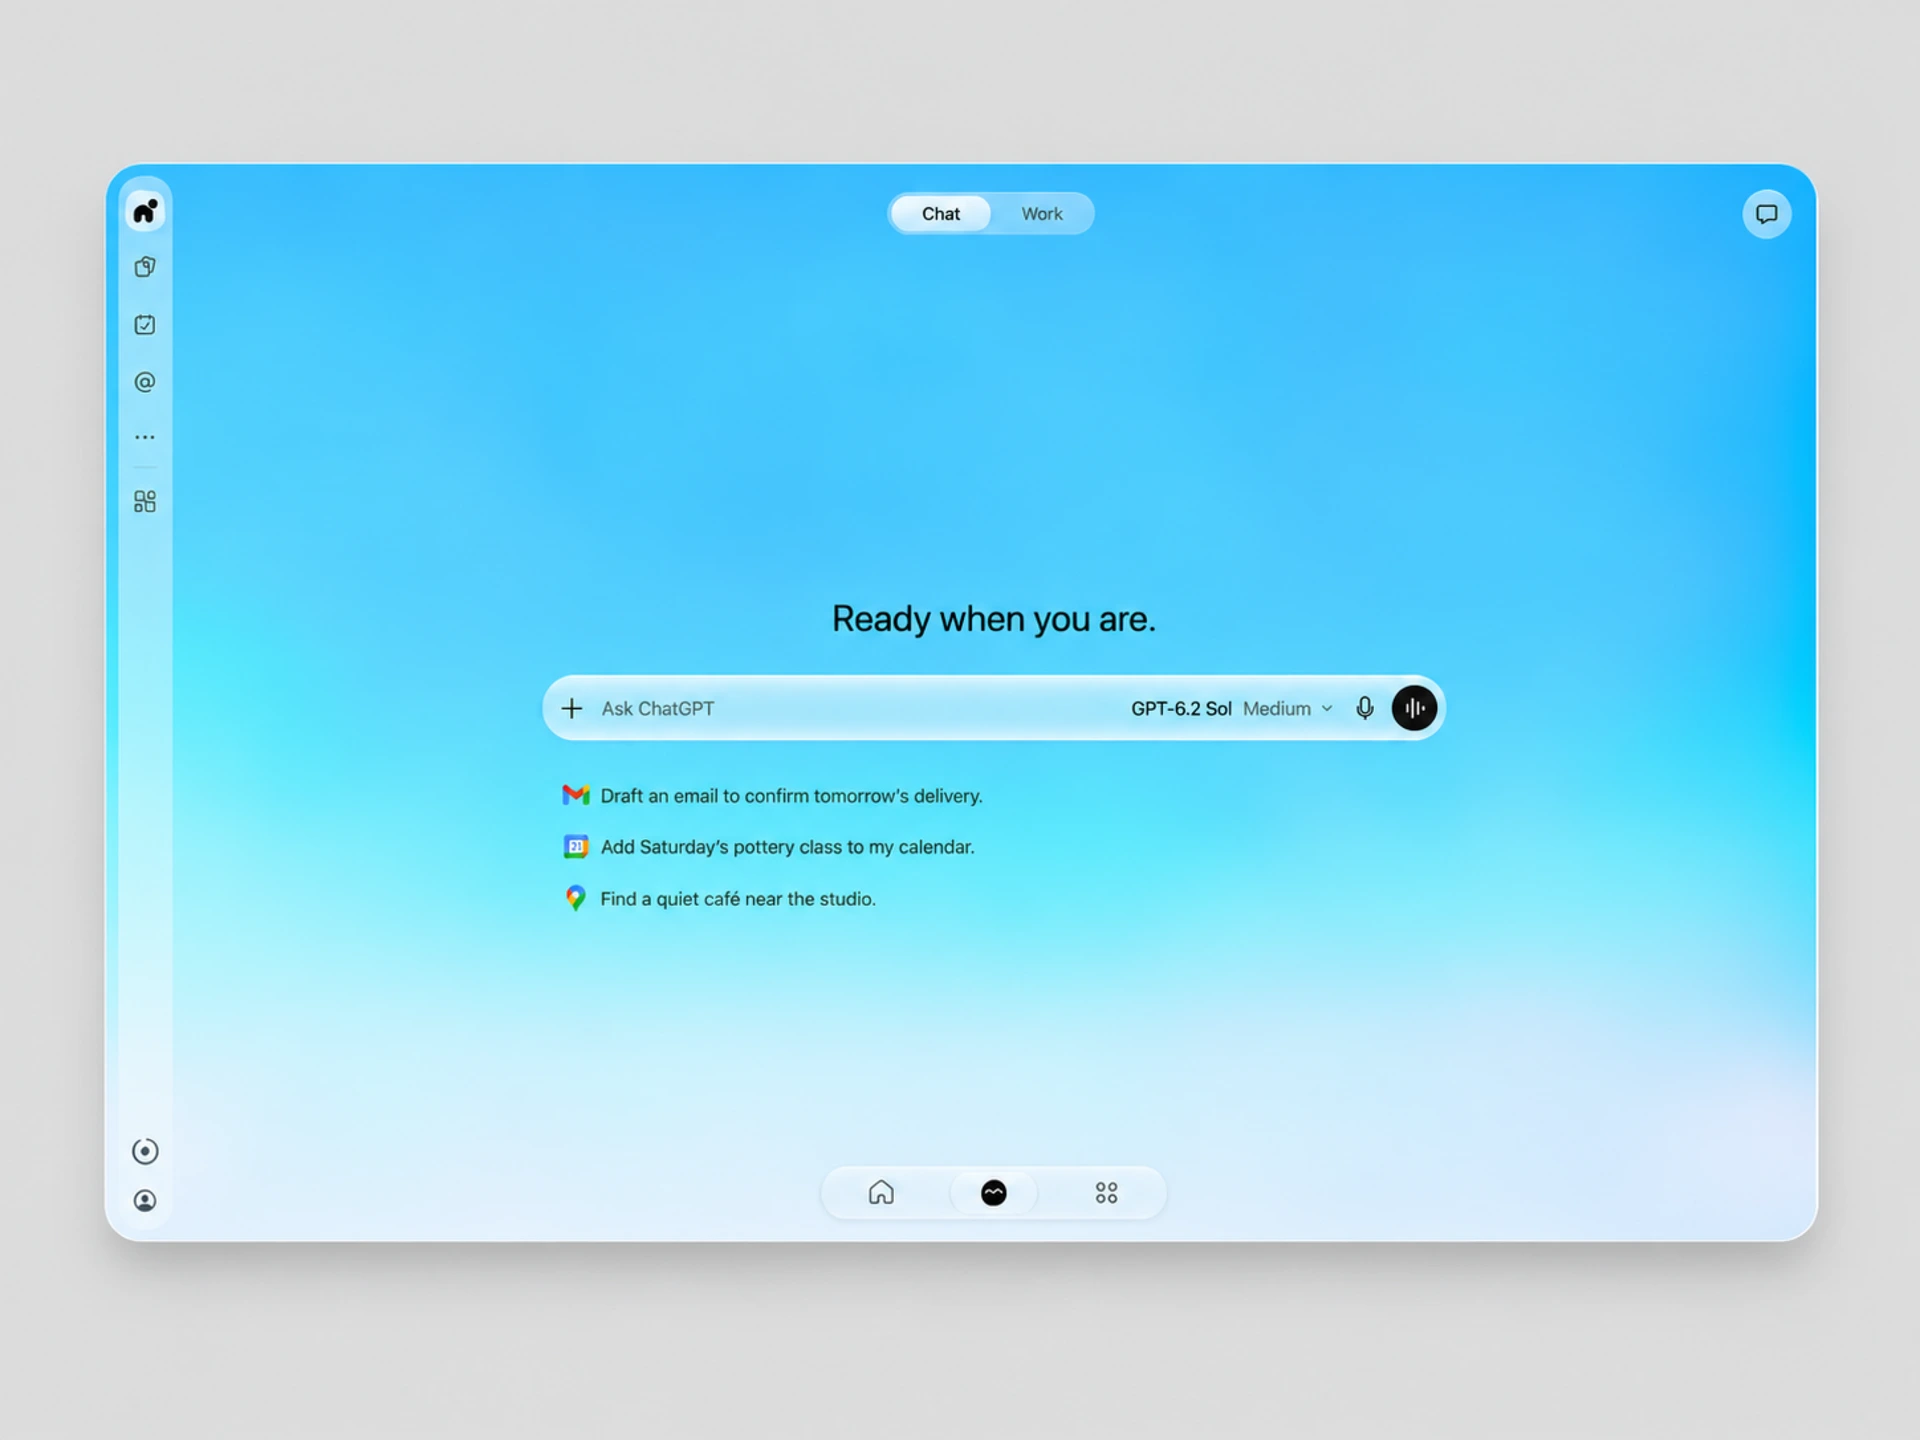 Chat
Work
Ready when you are.
Ask ChatGPT
GPT-6.2 Sol Medium
Draft an email to confirm tomorrow’s delivery.
21
Add Saturday’s pottery class to my calendar.
Find a quiet café near the studio.